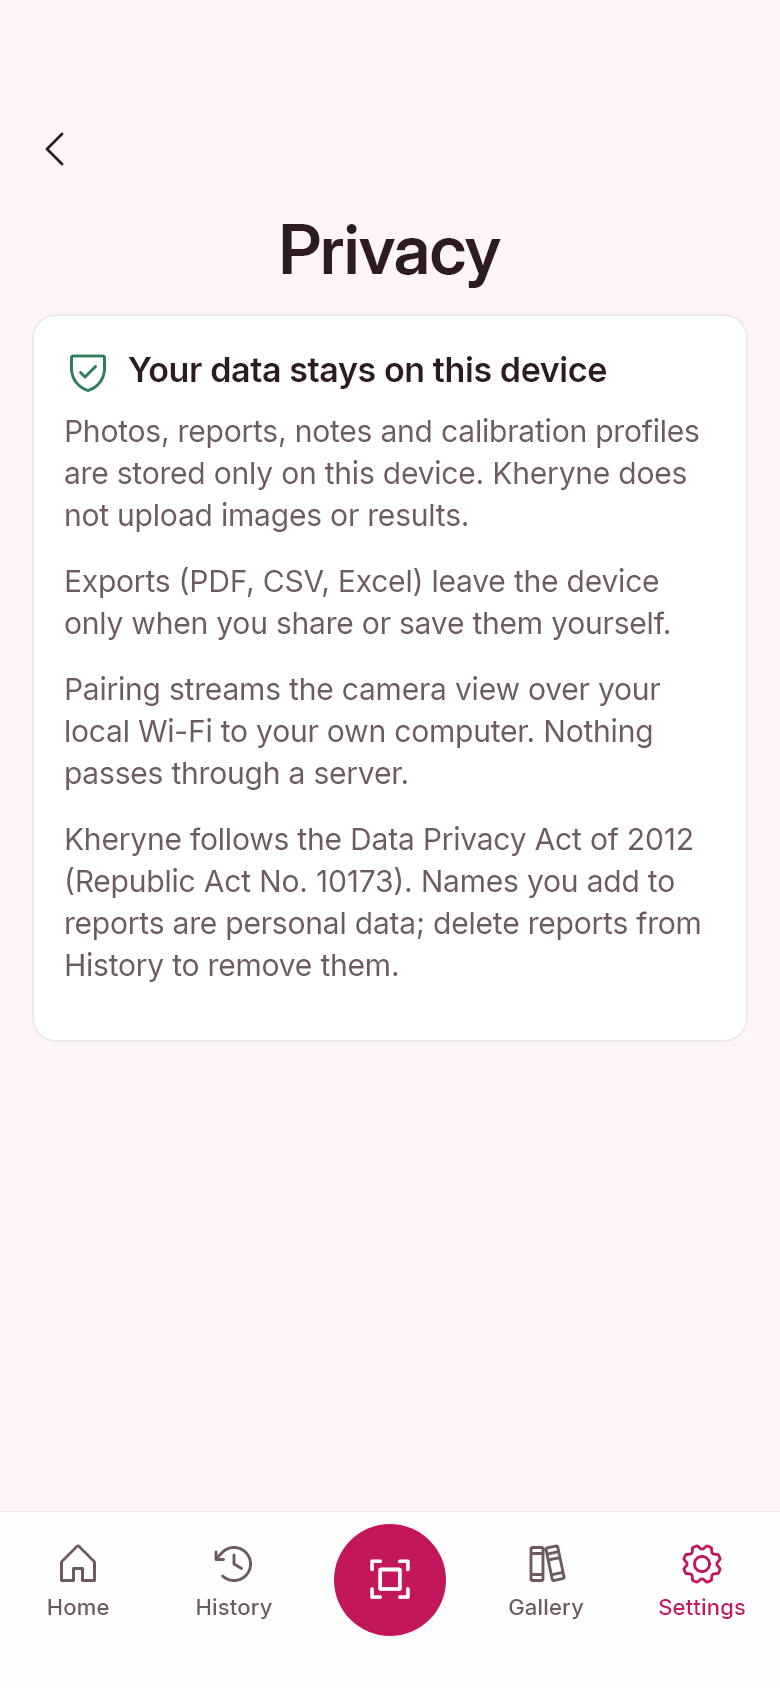 Privacy
Your data stays on this device
Photos, reports, notes and calibration profiles
are stored only on this device. Kheryne does
not upload images or results.
Exports (PDF, CSV, Excel) leave the device
only when you share or save them yourself.
Pairing streams the camera view over your
local Wi-Fi to your own computer. Nothing
passes through a server.
Kheryne follows the Data Privacy Act of 2012
(Republic Act No. 10173). Names you add to
reports are personal data; delete reports from
History to remove them.
Home
History
Gallery
Settings